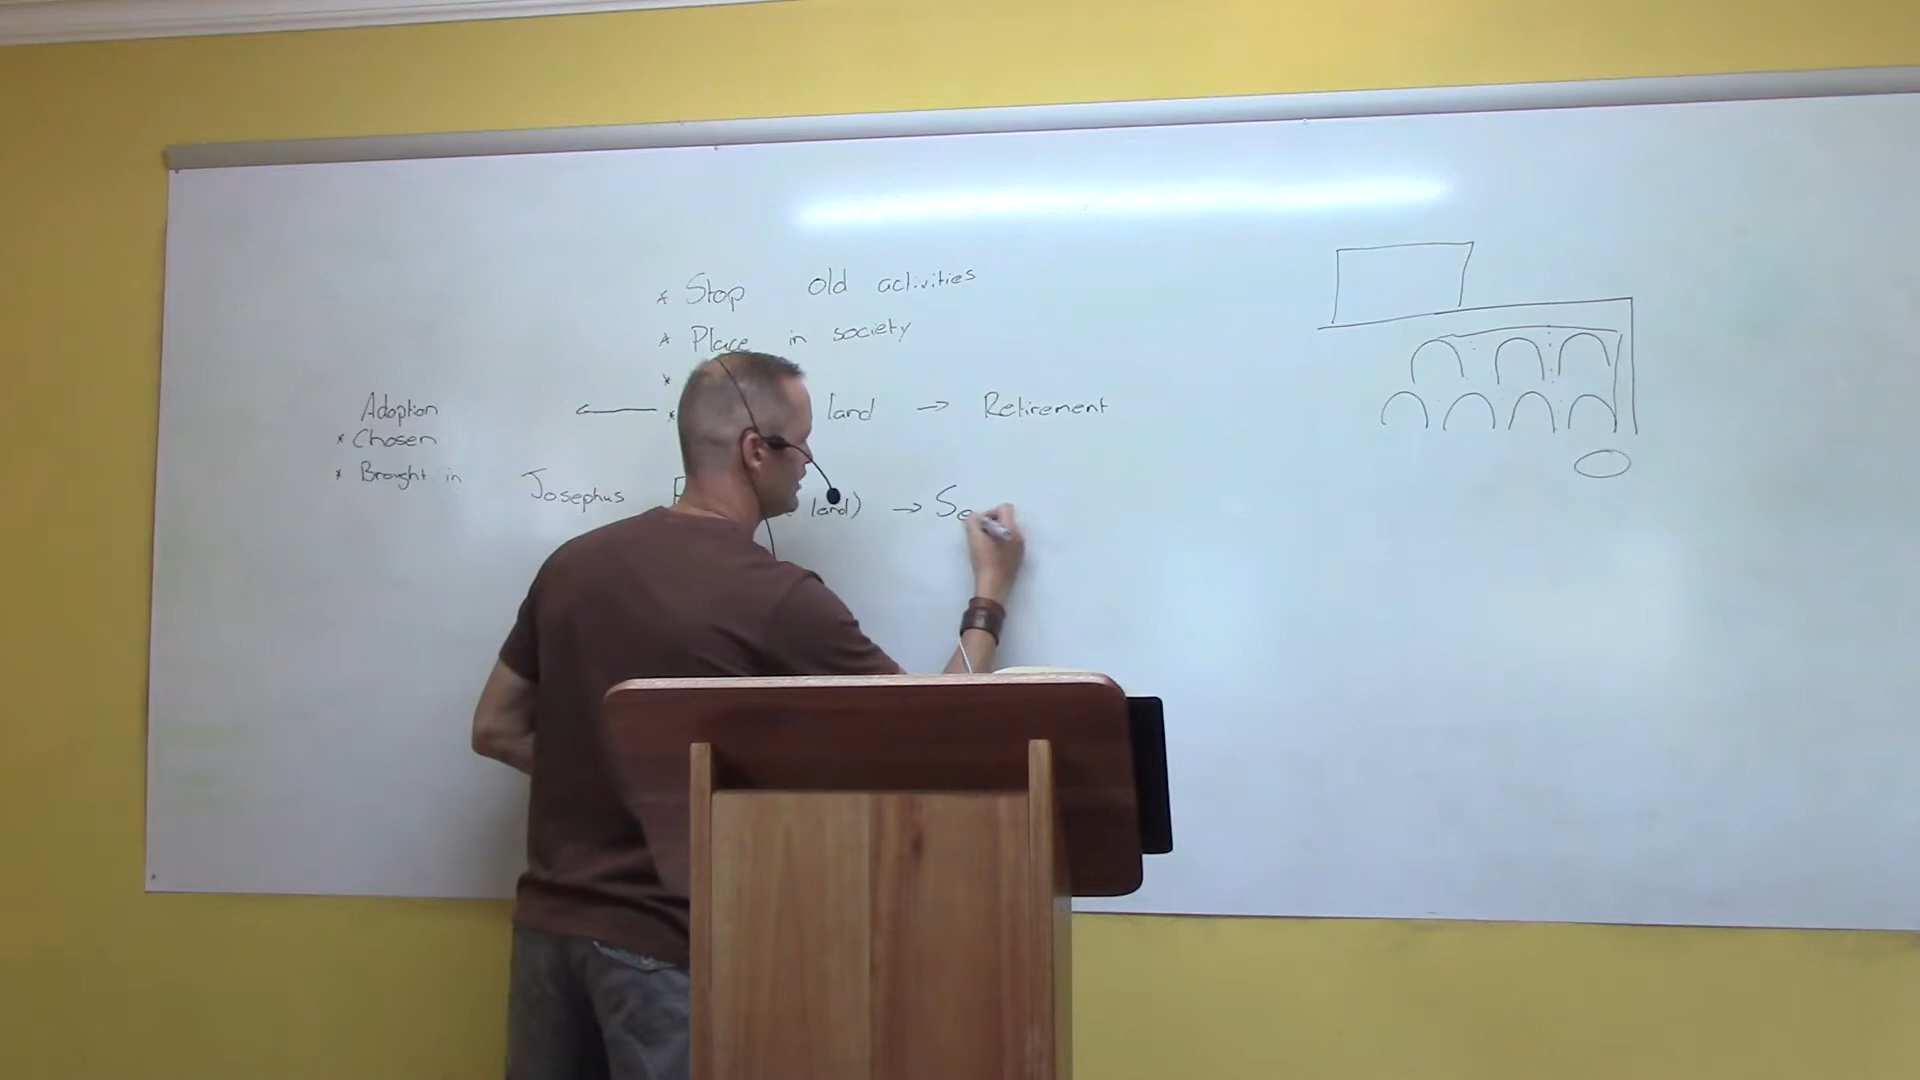 * Stop old activities
* Place in society
*
Adoption ← * land → Retirement
* Chosen
* Brought in
Josephus land) → Se